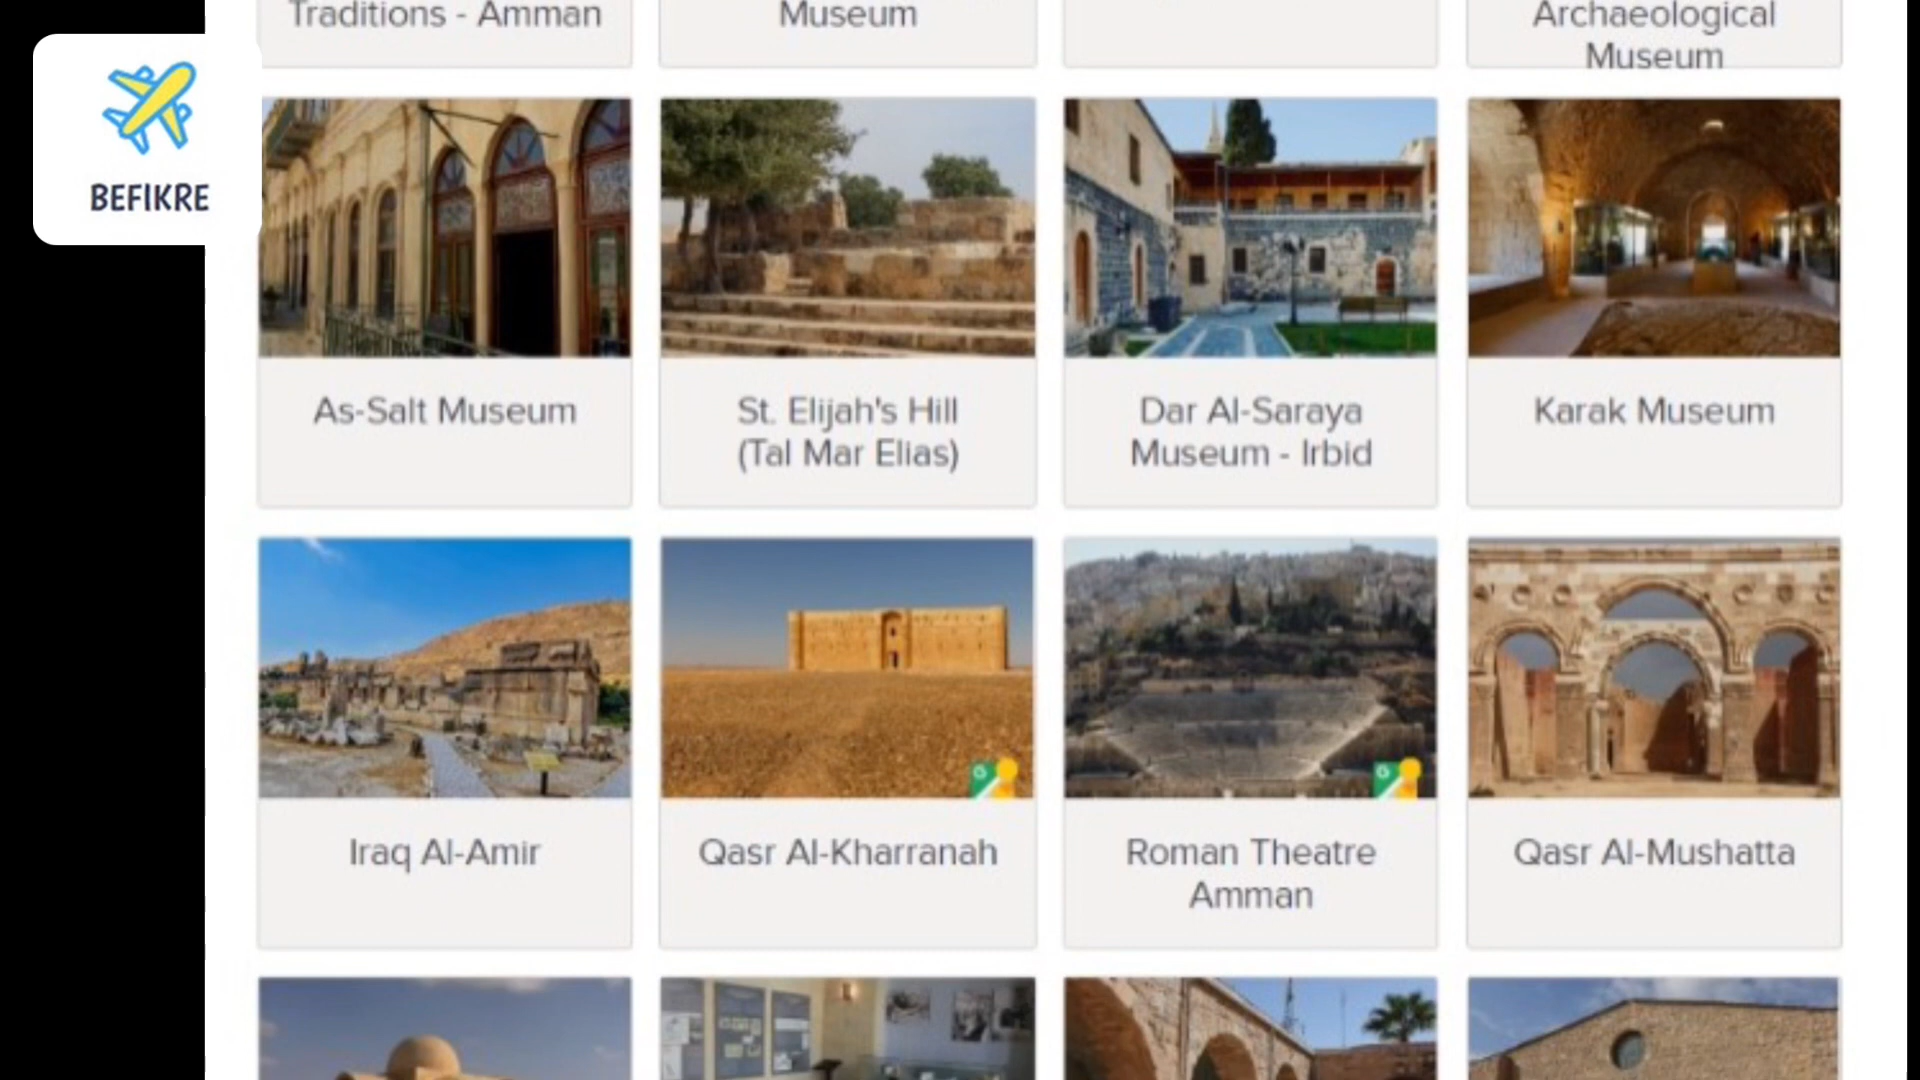 Traditions - Amman
Museum
Archaeological
Museum
BEFIKRE
As-Salt Museum
St. Elijah's Hill
(Tal Mar Elias)
Dar Al-Saraya
Museum - Irbid
Karak Museum
Iraq Al-Amir
Qasr Al-Kharranah
Roman Theatre
Amman
Qasr Al-Mushatta